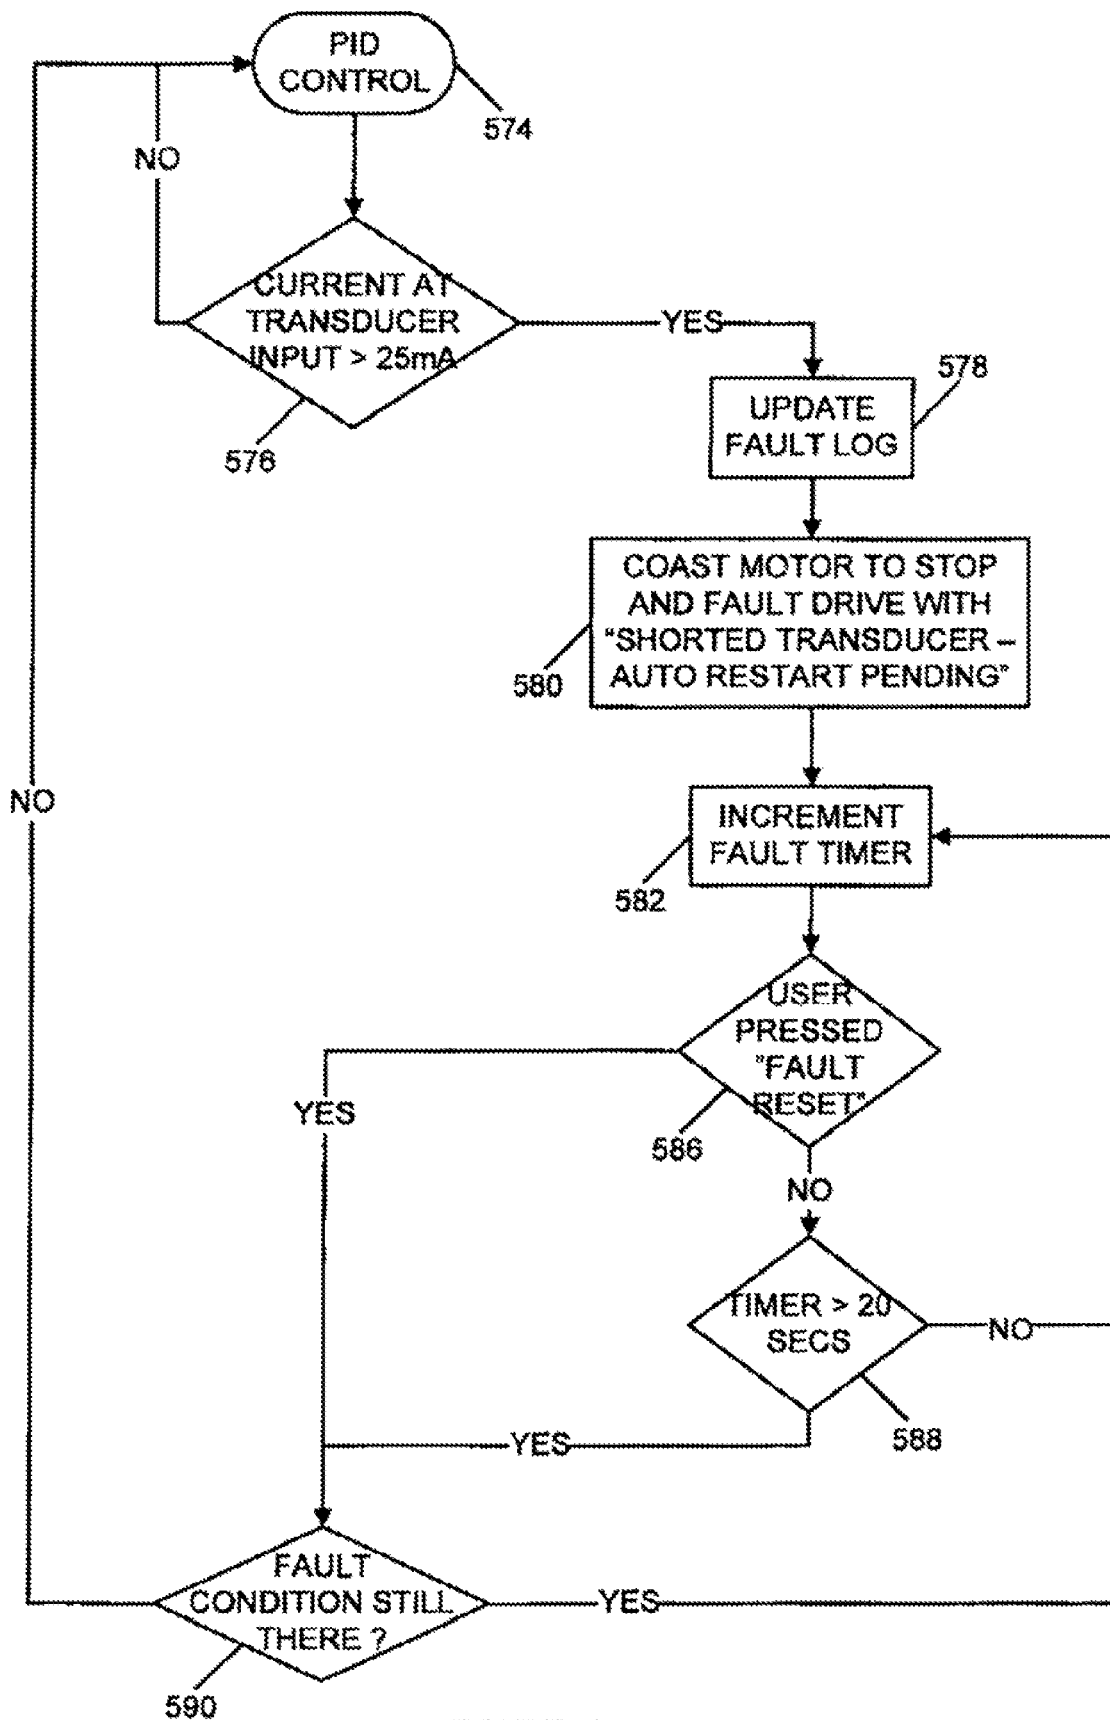 PID
CONTROL
574
NO
CURRENT AT
TRANSDUCER
INPUT > 25mA
576
YES
578
UPDATE
FAULT LOG
COAST MOTOR TO STOP
AND FAULT DRIVE WITH
"SHORTED TRANSDUCER –
AUTO RESTART PENDING"
580
NO
INCREMENT
FAULT TIMER
582
USER
PRESSED
"FAULT
RESET"
YES
586
NO
TIMER > 20
SECS
NO
588
YES
FAULT
CONDITION STILL
THERE ?
YES
590